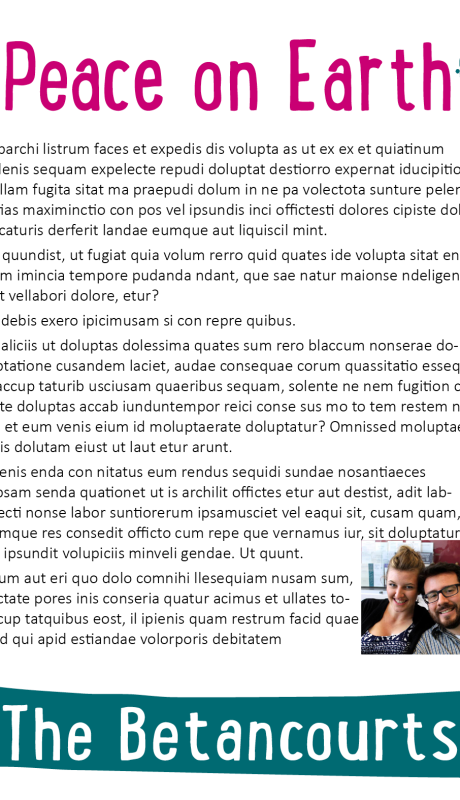 Peace on Earth
parchi listrum faces et expedis dis volupta as ut ex ex et quiatinum
lenis sequam expelecte repudi doluptat destiorro expernat iducipitio
llam fugita sitat ma praepudi dolum in ne pa volectota sunture peler
ias maximinctio con pos vel ipsundis inci offictesti dolores cipiste dol
caturis derferit landae eumque aut liquiscil mint.
quundist, ut fugiat quia volum rerro quid quates ide volupta sitat en
m imincia tempore pudanda ndant, que sae natur maionse ndeligen
t vellabori dolore, etur?
debis exero ipicimusam si con repre quibus.
aliciis ut doluptas dolessima quates sum rero blaccum nonserae do-
ptatione cusandem laciet, audae consequae corum quassitatio esseq
accup taturib usciusam quaeribus sequam, solente ne nem fugition c
te doluptas accab iunduntempor reici conse sus mo to tem restem n
et eum venis eium id moluptaerate doluptatur? Omnissed moluptae
is dolutam eiust ut laut etur arunt.
enis enda con nitatus eum rendus sequidi sundae nosantiaeces
osam senda quationet ut is archilit offictes etur aut destist, adit lab-
ecti nonse labor suntiorerum ipsamusciet vel eaqui sit, cusam quam,
mque res consedit officto cum repe que vernamus iur, sit doluptatur
ipsundit volupiciis minveli gendae. Ut quunt.
um aut eri quo dolo comnihi llesequiam nusam sum,
ctate pores inis conseria quatur acimus et ullates to-
cup tatquibus eost, il ipienis quam restrum facid quae
d qui apid estiandae volorporis debitatem
The Betancourts